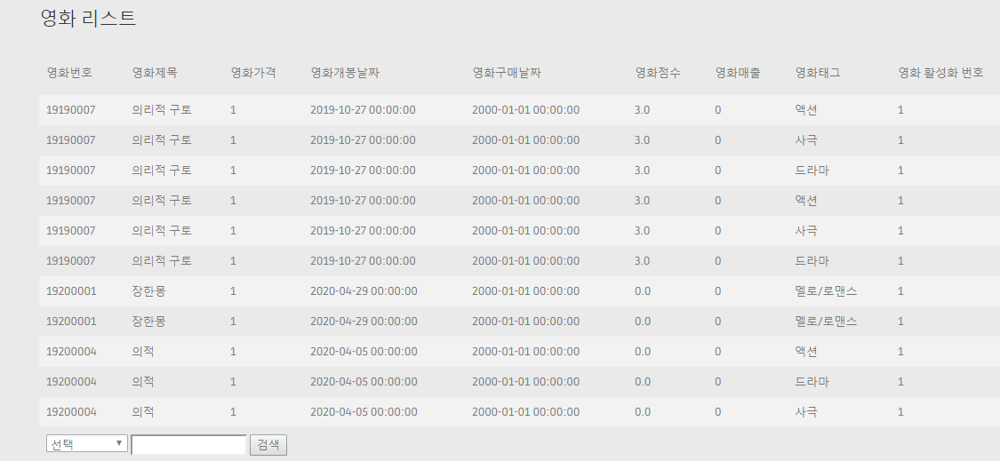 영화 리스트
영화번호 영화제목 영화가격 영화개봉날짜 영화구매날짜 영화점수 영화매출 영화태그 영화 활성화 번호
19190007 의리적 구토 1 2019-10-27 00:00:00 2000-01-01 00:00:00 3.0 0 액션 1
19190007 의리적 구토 1 2019-10-27 00:00:00 2000-01-01 00:00:00 3.0 0 사극 1
19190007 의리적 구토 1 2019-10-27 00:00:00 2000-01-01 00:00:00 3.0 0 드라마 1
19190007 의리적 구토 1 2019-10-27 00:00:00 2000-01-01 00:00:00 3.0 0 액션 1
19190007 의리적 구토 1 2019-10-27 00:00:00 2000-01-01 00:00:00 3.0 0 사극 1
19190007 의리적 구토 1 2019-10-27 00:00:00 2000-01-01 00:00:00 3.0 0 드라마 1
19200001 장한몽 1 2020-04-29 00:00:00 2000-01-01 00:00:00 0.0 0 멜로/로맨스 1
19200001 장한몽 1 2020-04-29 00:00:00 2000-01-01 00:00:00 0.0 0 멜로/로맨스 1
19200004 의적 1 2020-04-05 00:00:00 2000-01-01 00:00:00 0.0 0 액션 1
19200004 의적 1 2020-04-05 00:00:00 2000-01-01 00:00:00 0.0 0 드라마 1
19200004 의적 1 2020-04-05 00:00:00 2000-01-01 00:00:00 0.0 0 사극 1
선택 검색